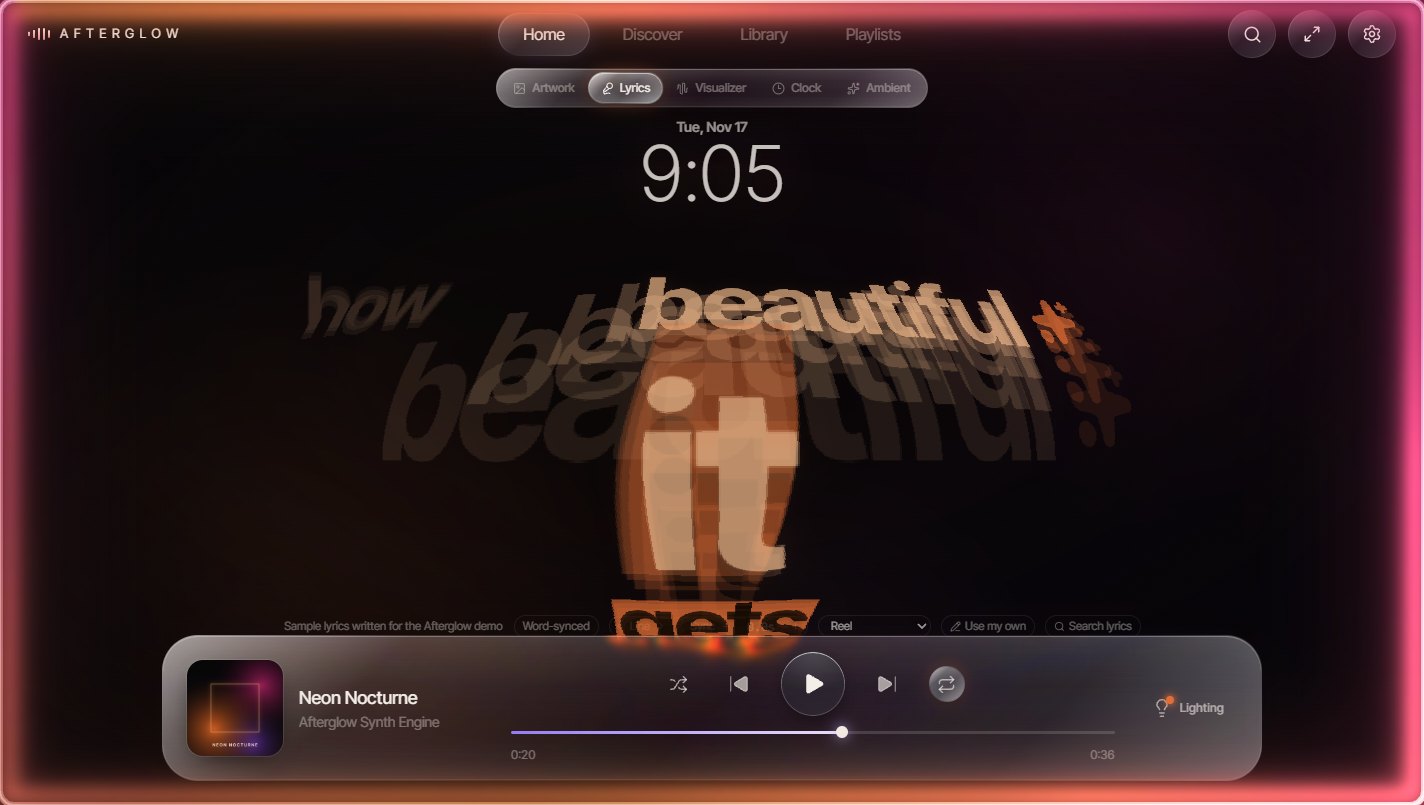 AFTERGLOW
Home Discover Library Playlists
Artwork Lyrics Visualizer Clock Ambient
Tue, Nov 17
9:05
how beautiful
it
gets
Sample lyrics written for the Afterglow demo Word-synced Reel Use my own Search lyrics
NEON NOCTURNE
Neon Nocturne
Afterglow Synth Engine
Lighting
0:20 0:36